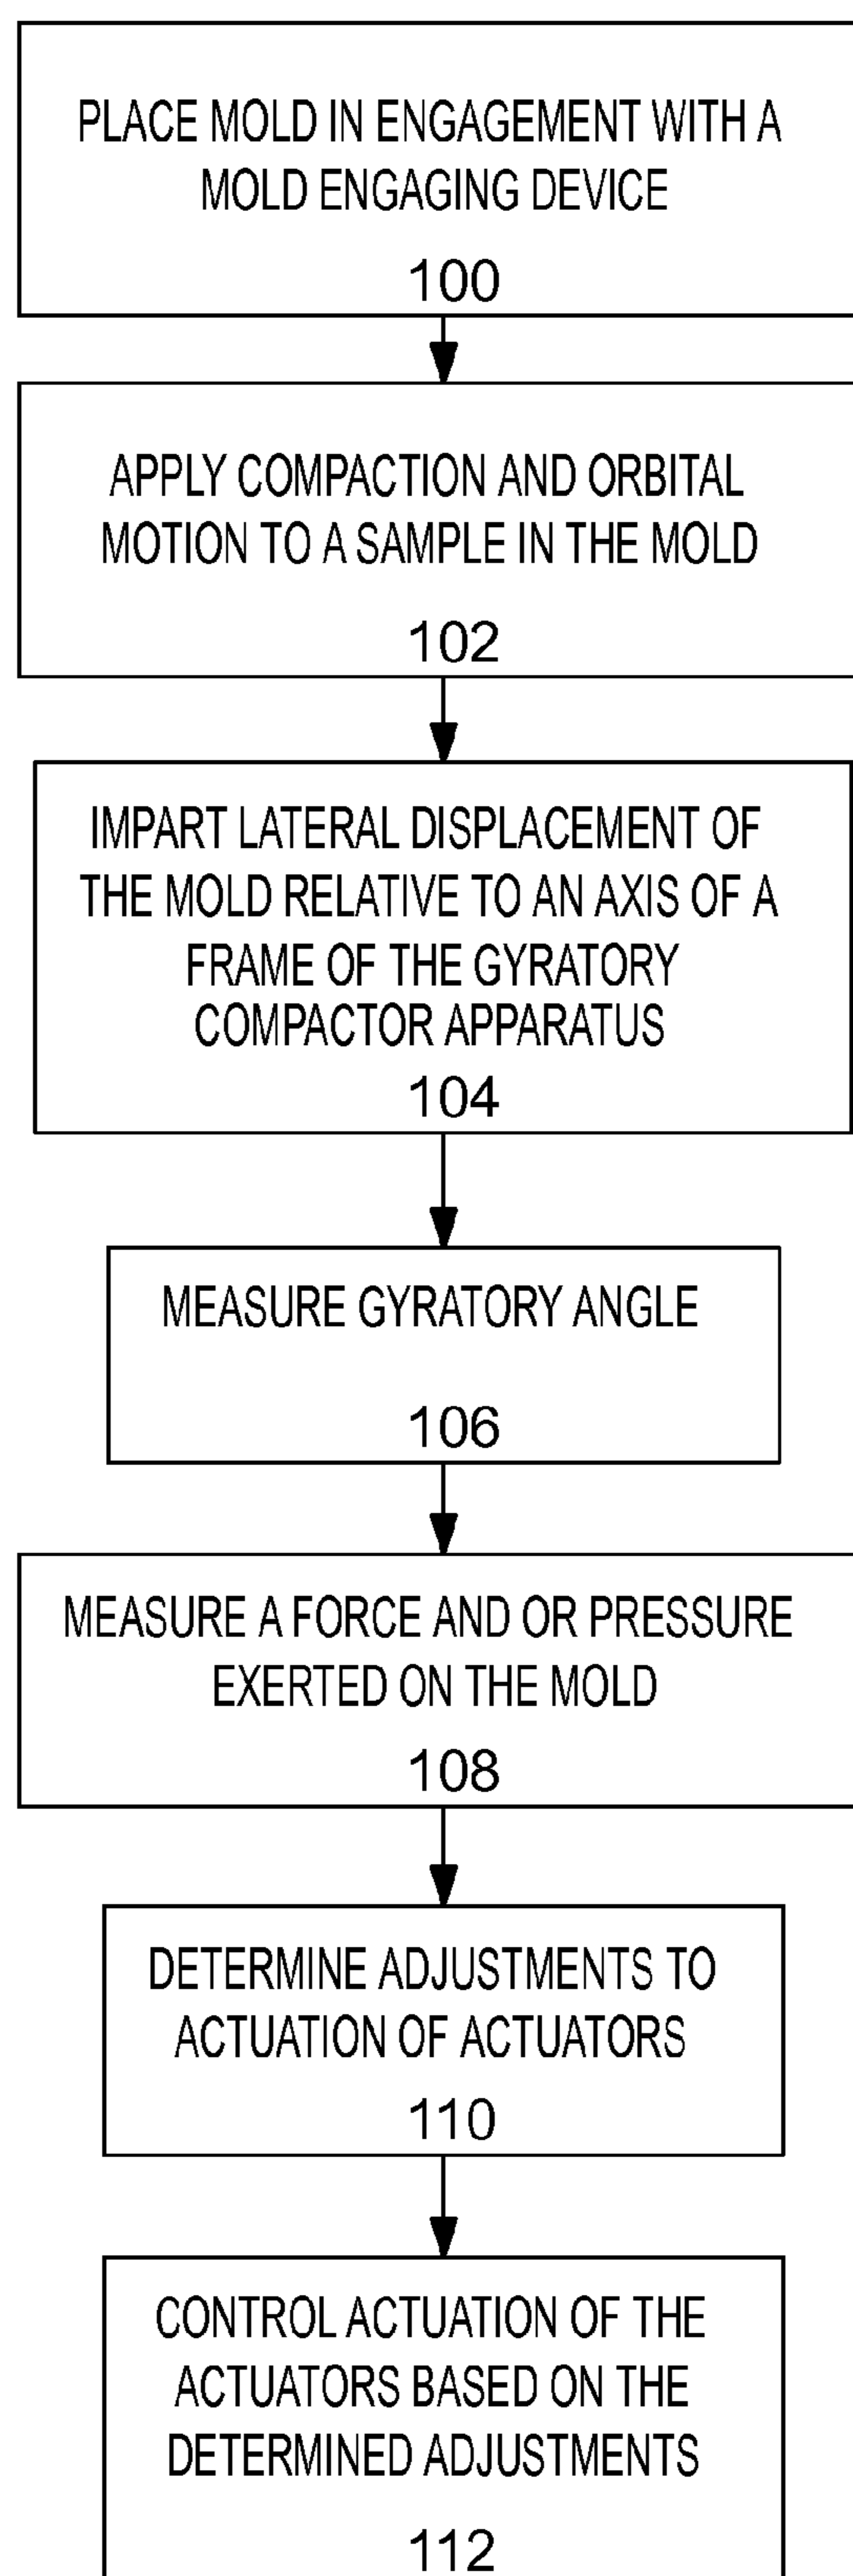 PLACE MOLD IN ENGAGEMENT WITH A
MOLD ENGAGING DEVICE
100
APPLY COMPACTION AND ORBITAL
MOTION TO A SAMPLE IN THE MOLD
102
IMPART LATERAL DISPLACEMENT OF
THE MOLD RELATIVE TO AN AXIS OF A
FRAME OF THE GYRATORY
COMPACTOR APPARATUS
104
MEASURE GYRATORY ANGLE
106
MEASURE A FORCE AND OR PRESSURE
EXERTED ON THE MOLD
108
DETERMINE ADJUSTMENTS TO
ACTUATION OF ACTUATORS
110
CONTROL ACTUATION OF THE
ACTUATORS BASED ON THE
DETERMINED ADJUSTMENTS
112